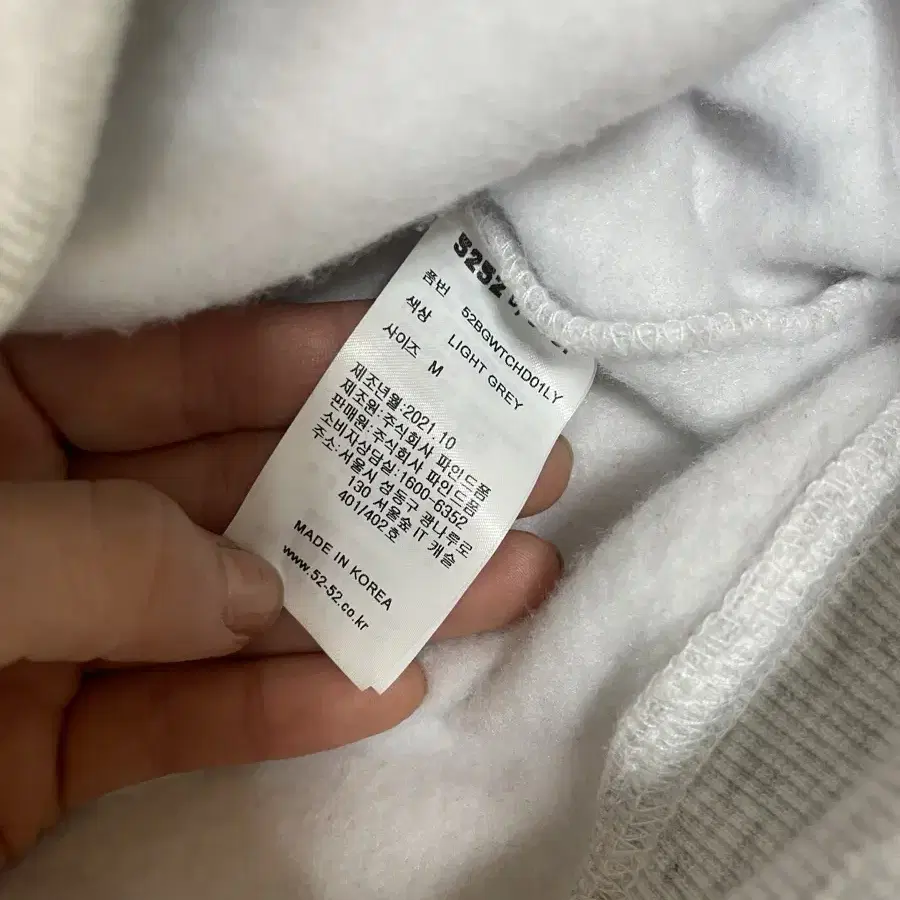 5252
품번 52BGWTCHD01LY
색상 LIGHT GREY
사이즈 M
제조년월:2021.10
제조원:주식회사 파인드폼
판매원:주식회사 파인드폼
소비자상담실:1600-6352
주소:서울시 성동구 광나루로
130 서울숲 IT 캐슬
401/402호
MADE IN KOREA
www.52-52.co.kr